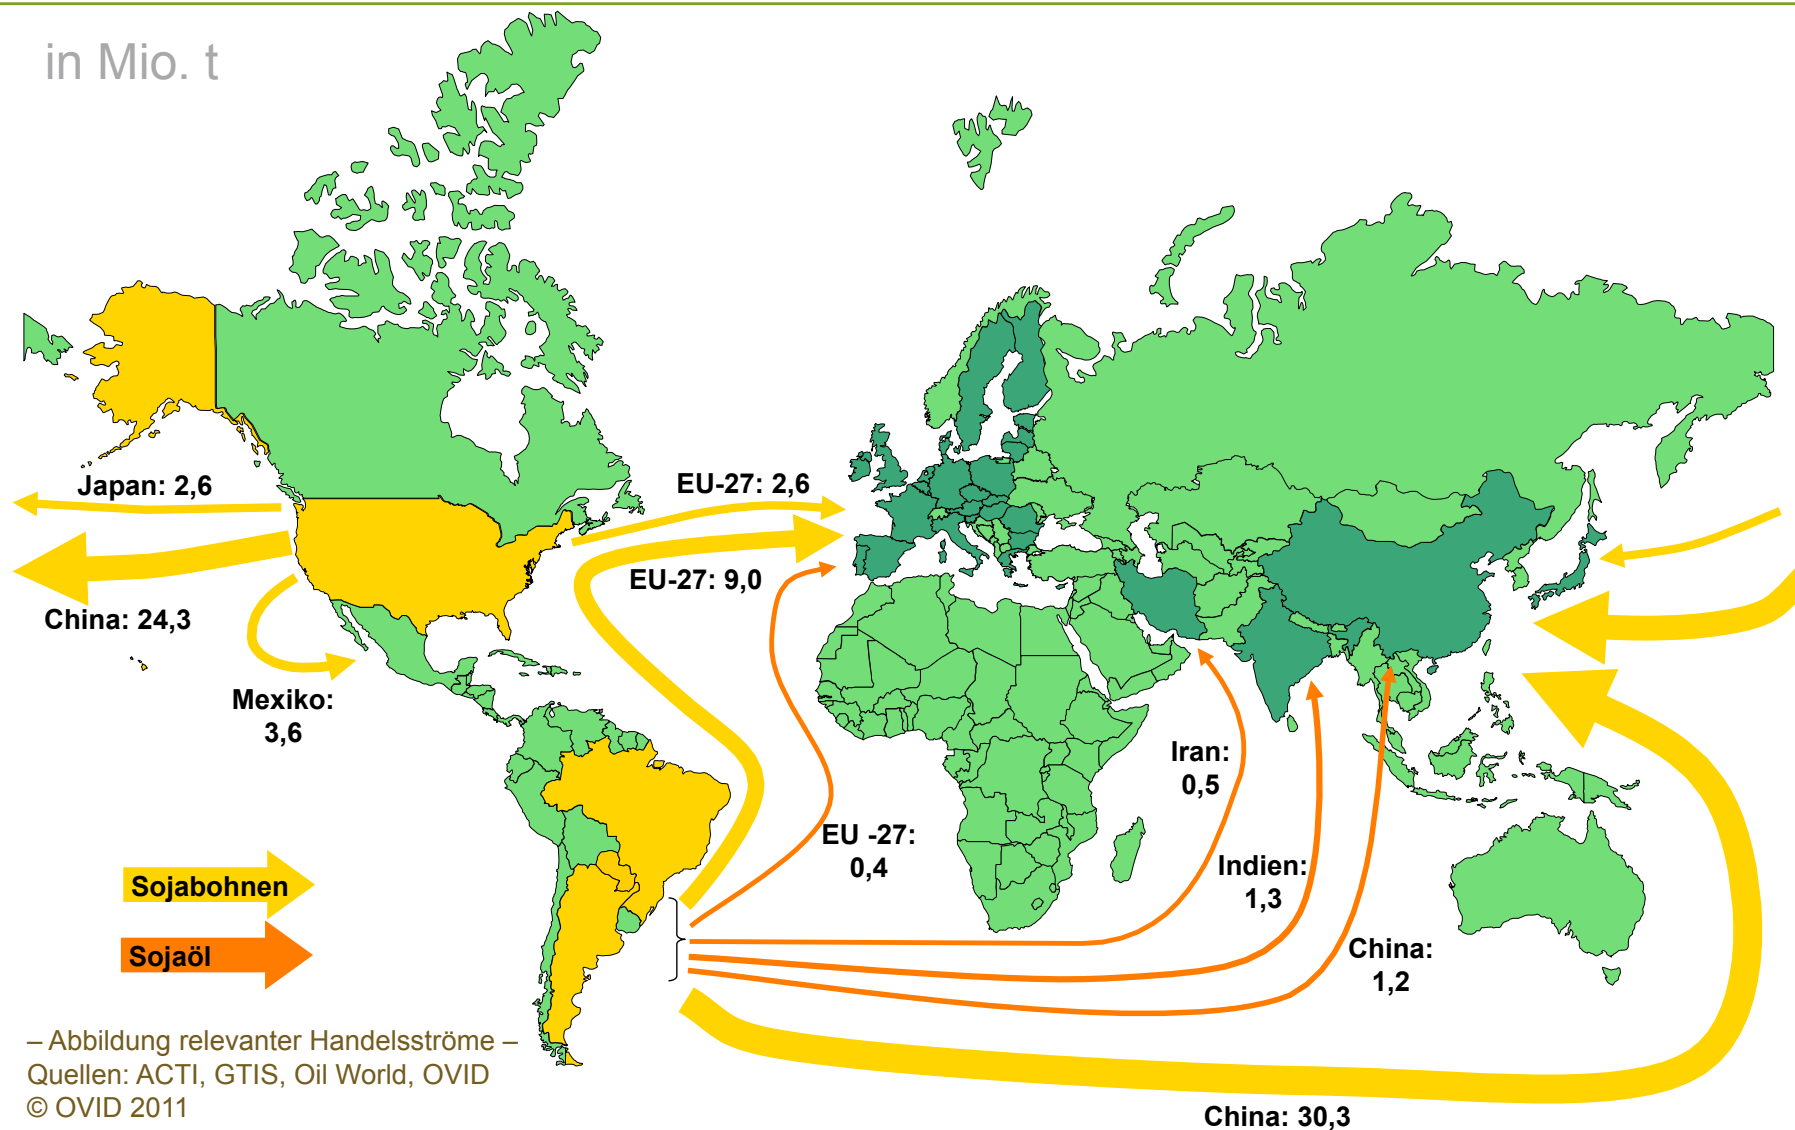 in Mio. t
Japan: 2,6
EU-27: 2,6
EU-27: 9,0
China: 24,3
Mexiko:
3,6
Iran:
0,5
EU -27:
0,4
Indien:
1,3
Sojabohnen
Sojaöl
China:
1,2
– Abbildung relevanter Handelsströme –
Quellen: ACTI, GTIS, Oil World, OVID
© OVID 2011
China: 30,3